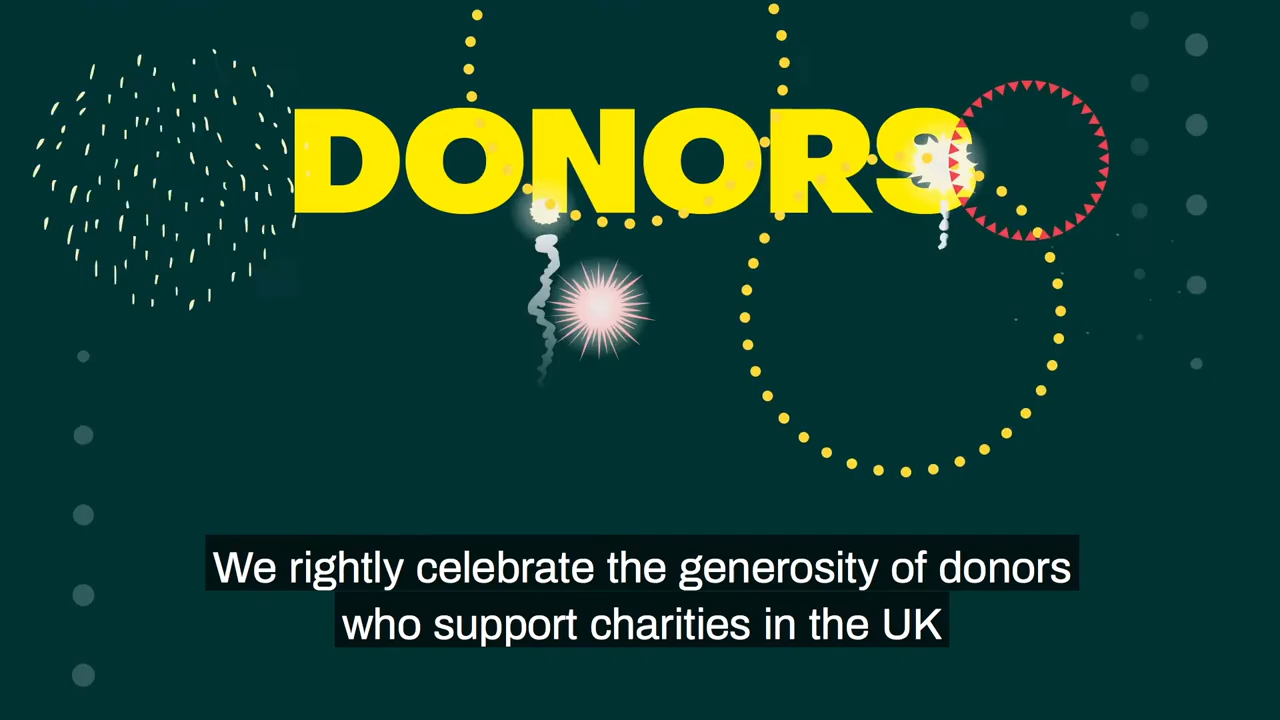 DONORS
We rightly celebrate the generosity of donors
who support charities in the UK